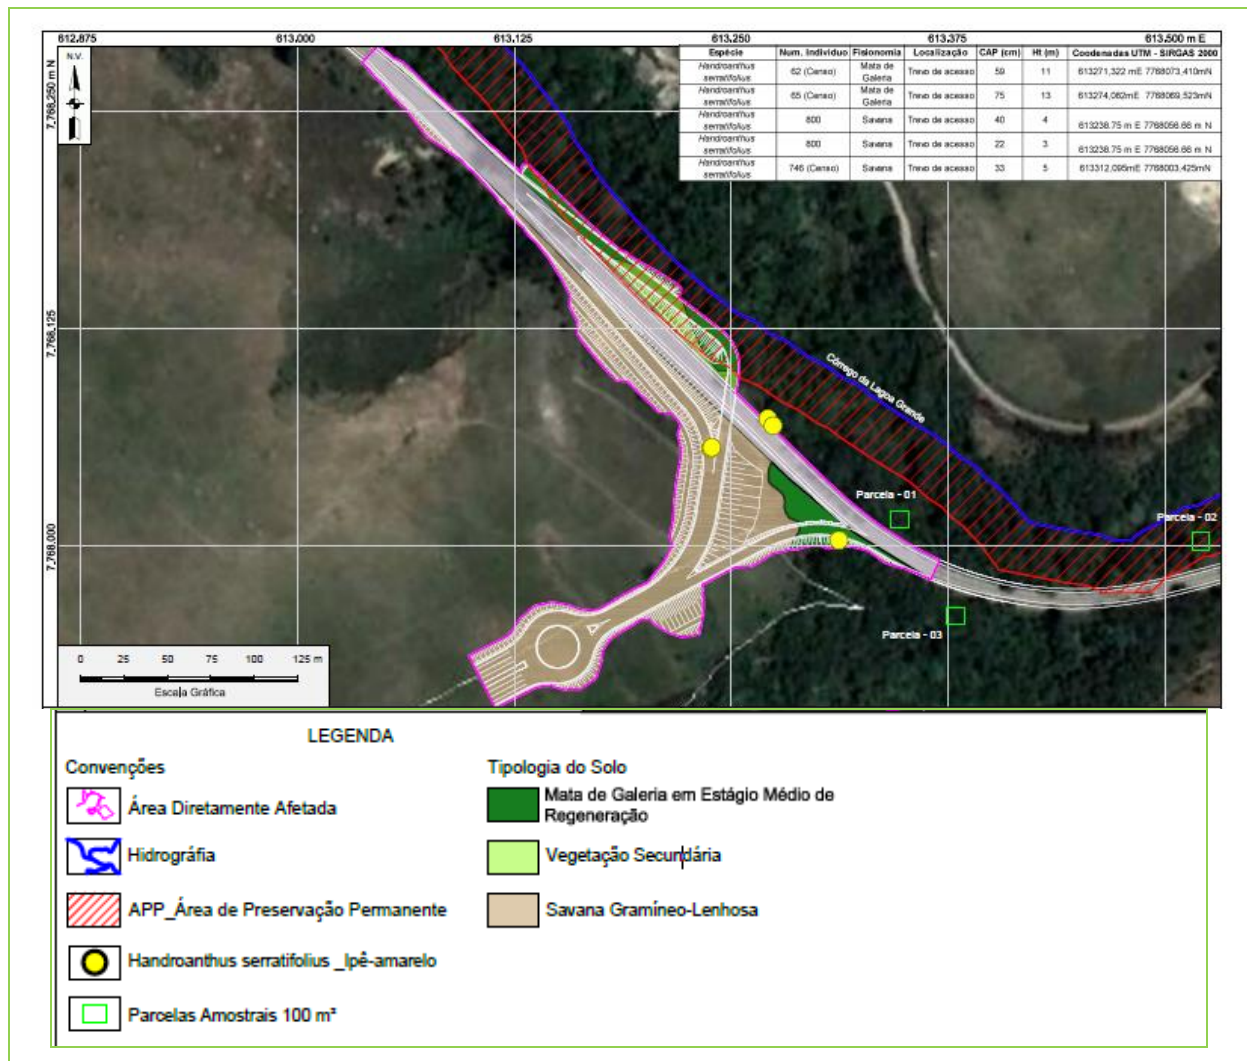 612.875 613.000 613.125 613.250 613.375 613.500 m E
N.V.
7.768.250 m N
7.768.125
7.768.000
Espécie Num. Individuo Fisionomia Localização CAP (cm) Ht (m) Coodenadas UTM - SIRGAS 2000
Handroanthus serratifolius 62 (Censo) Mata de Galeria Trevo de acesso 59 11 613271,322 mE 7768073,410mN
Handroanthus serratifolius 65 (Censo) Mata de Galeria Trevo de acesso 75 13 613274,062mE 7768069,523mN
Handroanthus serratifolius 800 Savana Trevo de acesso 40 4 613238.75 m E 7768056.66 m N
Handroanthus serratifolius 800 Savana Trevo de acesso 22 3 613238.75 m E 7768056.66 m N
Handroanthus serratifolius 746 (Censo) Savana Trevo de acesso 33 5 613312,095mE 7768003,425mN
Córrego da Lagoa Grande
Parcela - 01
Parcela - 02
Parcela - 03
0 25 50 75 100 125 m
Escala Gráfica
LEGENDA
Convenções
Área Diretamente Afetada
Hidrográfia
APP_Área de Preservação Permanente
Handroanthus serratifolius _Ipê-amarelo
Parcelas Amostrais 100 m²
Tipologia do Solo
Mata de Galeria em Estágio Médio de
Regeneração
Vegetação Secundária
Savana Gramíneo-Lenhosa